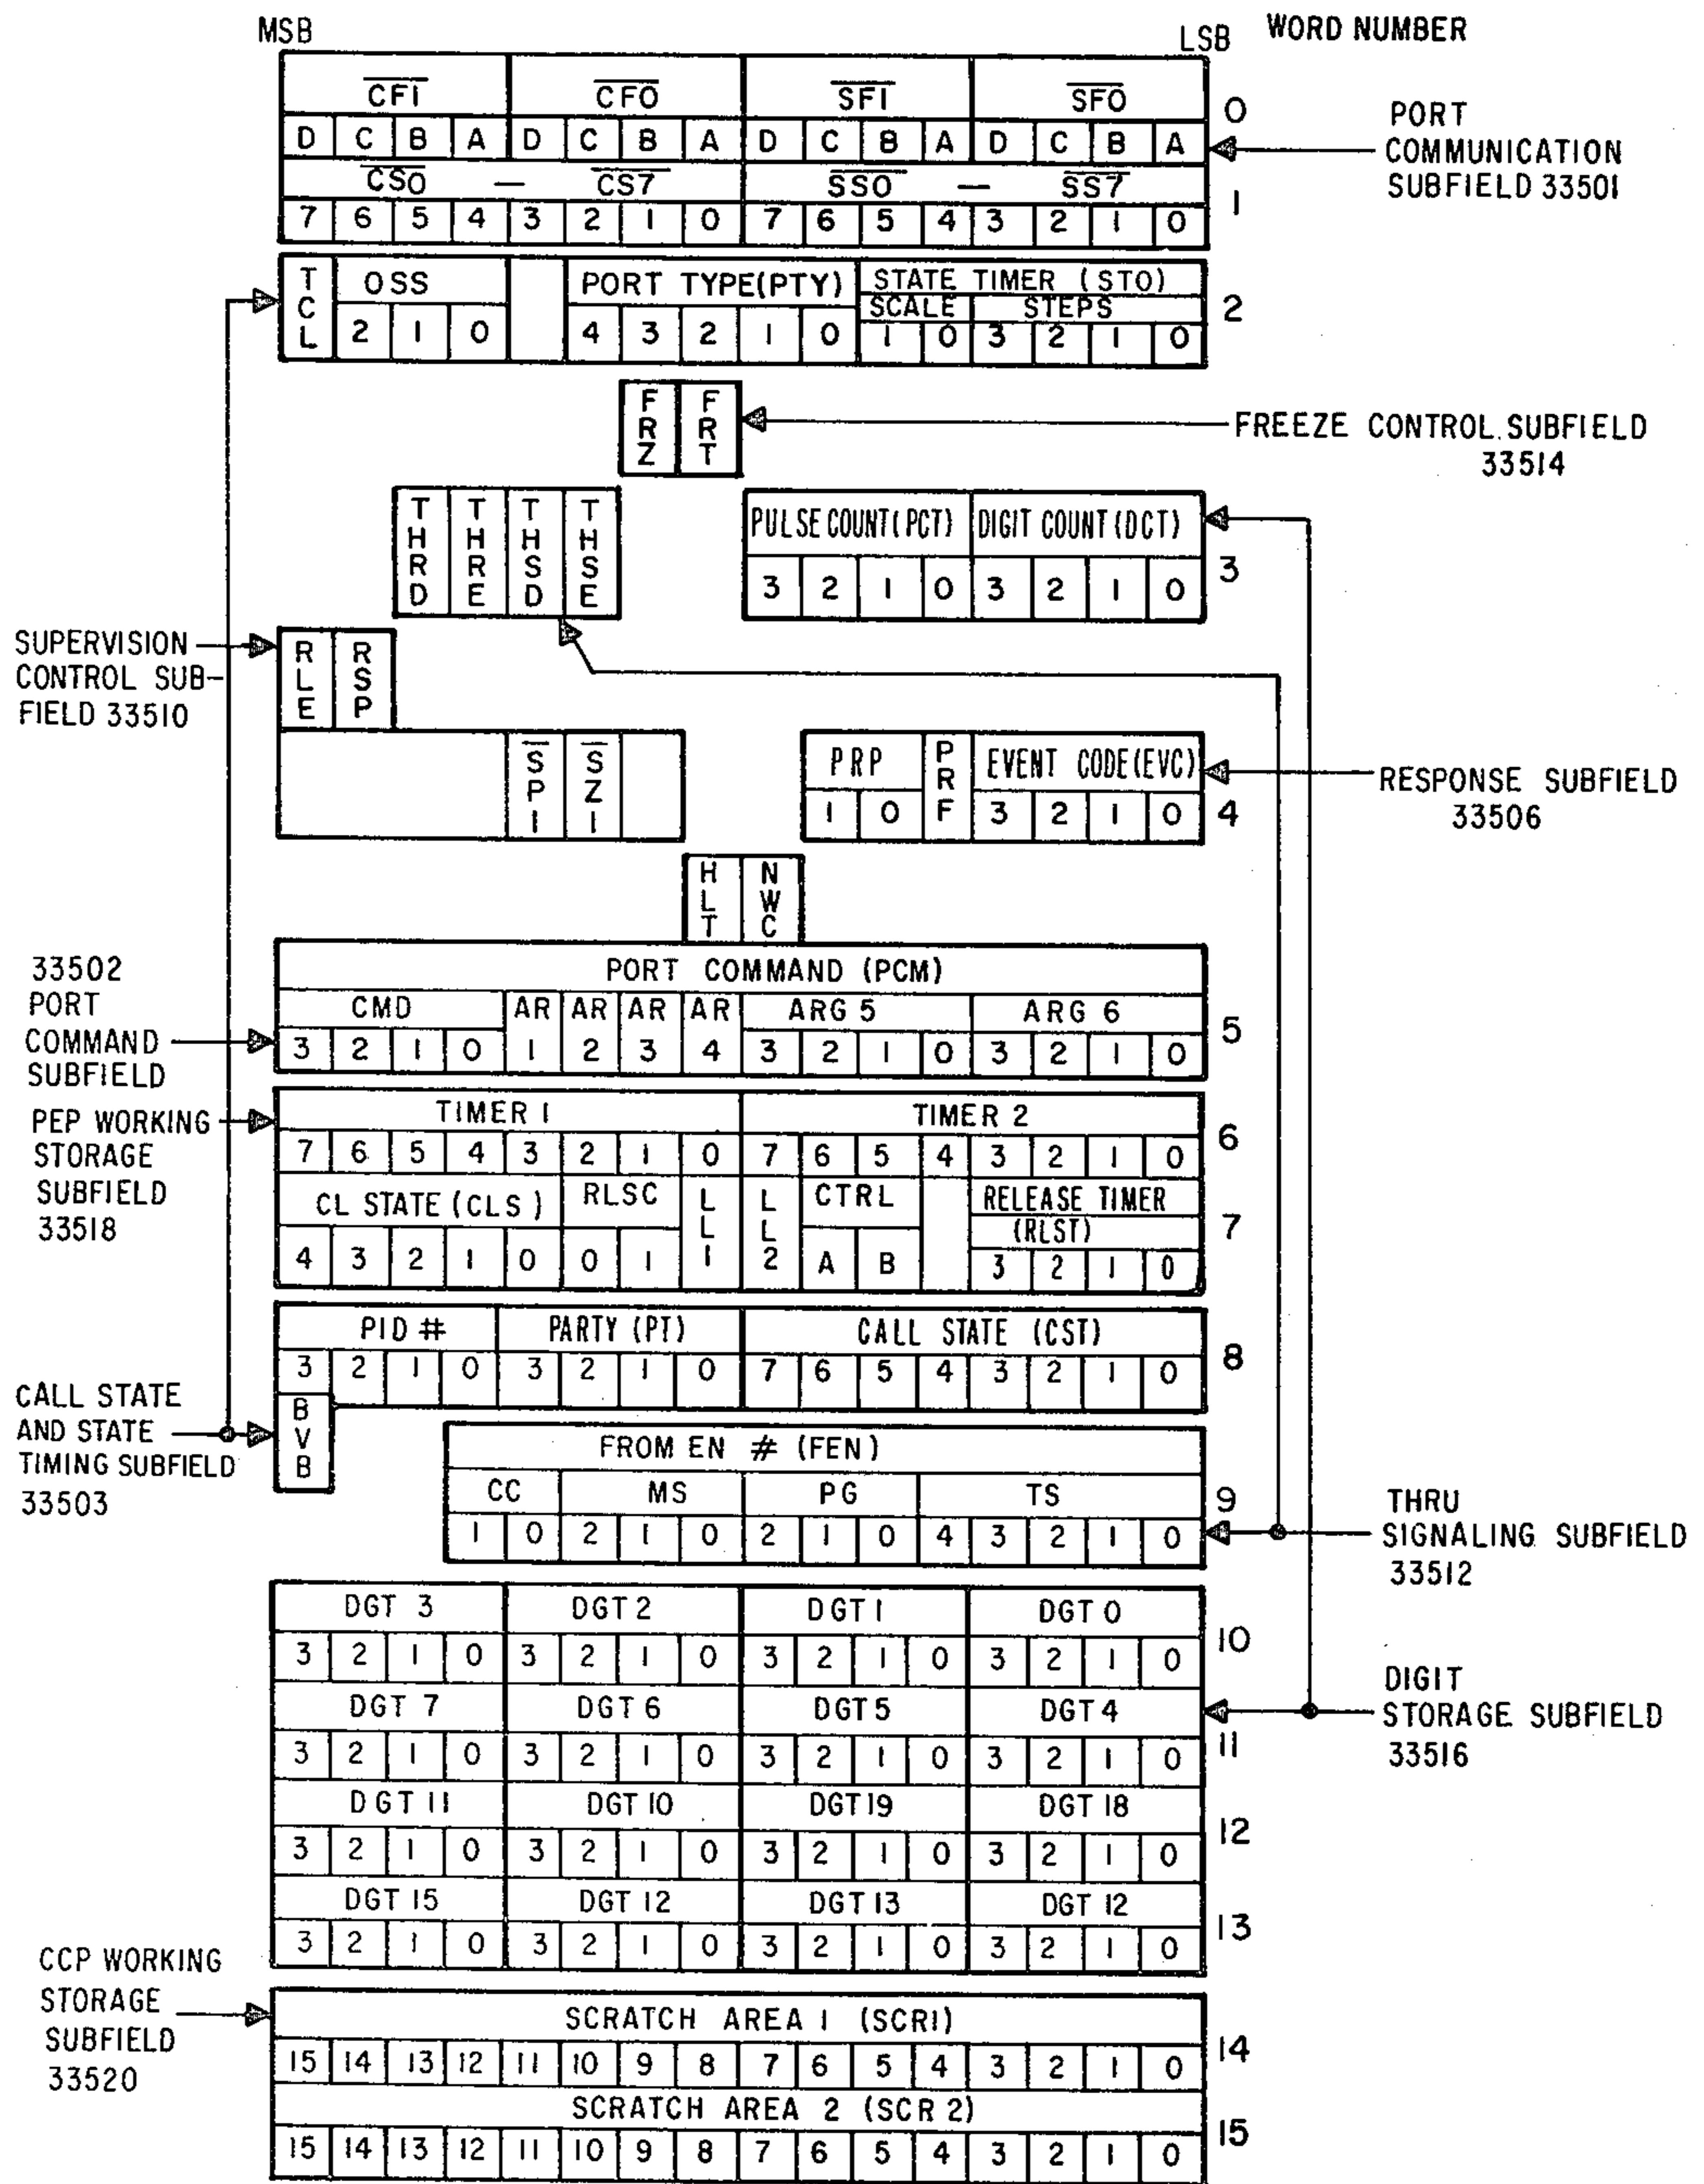 MSB LSB WORD NUMBER
CFI CFO SFI SFO 0
D C B A D C B A D C B A D C B A
PORT
COMMUNICATION
SUBFIELD 33501
CSO — CS7 SSO — SS7 1
7 6 5 4 3 2 1 0 7 6 5 4 3 2 1 0
TCL OSS PORT TYPE(PTY) STATE TIMER (STO) 2
SCALE STEPS
2 1 0 4 3 2 1 0 1 0 3 2 1 0
FRZ FRT
FREEZE CONTROL.SUBFIELD
33514
THRD THRE THSD THSE PULSE COUNT(PCT) DIGIT COUNT(DCT) 3
3 2 1 0 3 2 1 0
SUPERVISION
CONTROL SUB-
FIELD 33510
RLE RSP
SPI SZI PRP PRF EVENT CODE(EVC) 4
1 0 3 2 1 0
RESPONSE SUBFIELD
33506
HLT NWC
33502
PORT
COMMAND
SUBFIELD
PORT COMMAND (PCM) 5
CMD AR AR AR AR ARG 5 ARG 6
3 2 1 0 1 2 3 4 3 2 1 0 3 2 1 0
PEP WORKING
STORAGE
SUBFIELD
33518
TIMER 1 TIMER 2 6
7 6 5 4 3 2 1 0 7 6 5 4 3 2 1 0
CL STATE (CLS) RLSC LL1 LL2 CTRL RELEASE TIMER 7
(RLST)
4 3 2 1 0 0 1 A B 3 2 1 0
PID # PARTY (PT) CALL STATE (CST) 8
3 2 1 0 3 2 1 0 7 6 5 4 3 2 1 0
CALL STATE
AND STATE
TIMING SUBFIELD
33503
BVB
FROM EN # (FEN) 9
CC MS PG TS
1 0 2 1 0 2 1 0 4 3 2 1 0
THRU
SIGNALING SUBFIELD
33512
DGT 3 DGT 2 DGT 1 DGT 0 10
3 2 1 0 3 2 1 0 3 2 1 0 3 2 1 0
DGT 7 DGT 6 DGT 5 DGT 4 11
3 2 1 0 3 2 1 0 3 2 1 0 3 2 1 0
DIGIT
STORAGE SUBFIELD
33516
DGT 11 DGT 10 DGT 19 DGT 18 12
3 2 1 0 3 2 1 0 3 2 1 0 3 2 1 0
DGT 15 DGT 12 DGT 13 DGT 12 13
3 2 1 0 3 2 1 0 3 2 1 0 3 2 1 0
CCP WORKING
STORAGE
SUBFIELD
33520
SCRATCH AREA 1 (SCR1) 14
15 14 13 12 11 10 9 8 7 6 5 4 3 2 1 0
SCRATCH AREA 2 (SCR 2) 15
15 14 13 12 11 10 9 8 7 6 5 4 3 2 1 0